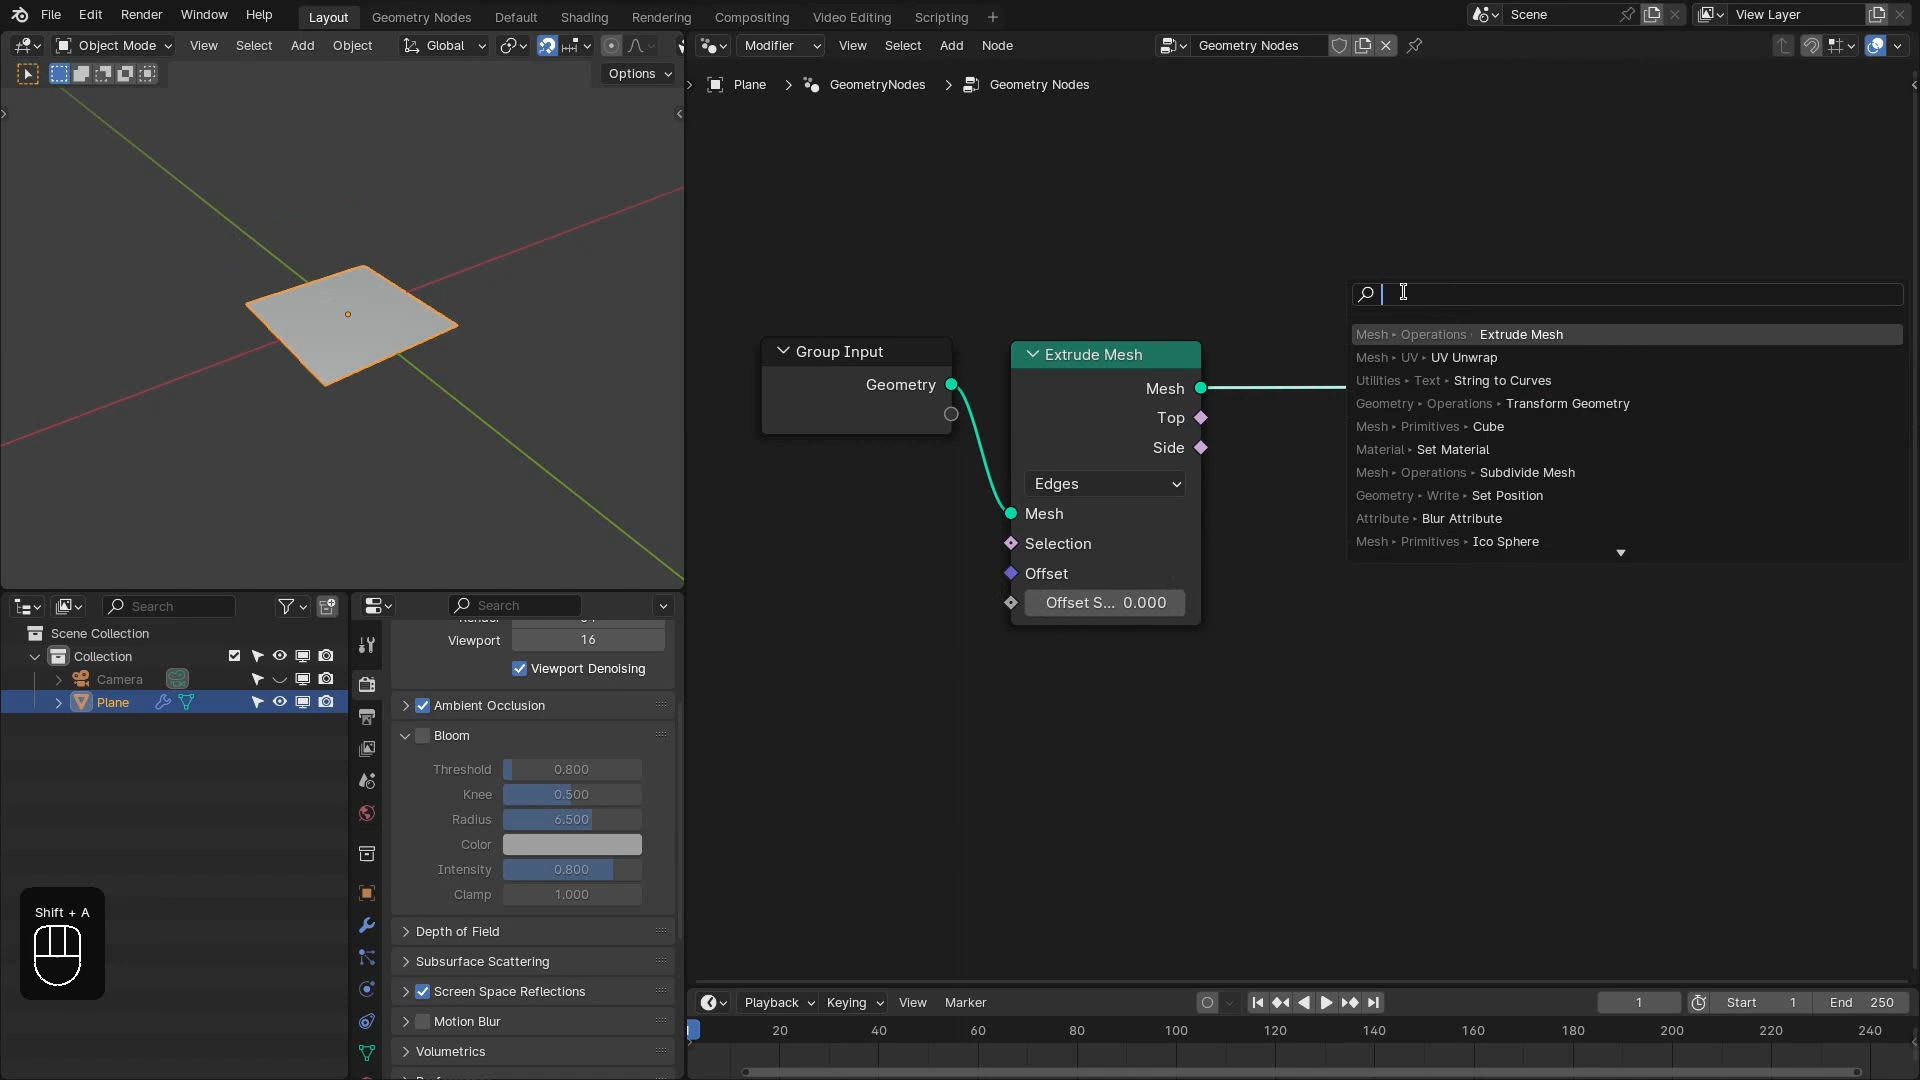 File Edit Render Window Help
Layout Geometry Nodes Default Shading Rendering Compositing Video Editing Scripting
Scene
View Layer
Object Mode View Select Add Object
Global
Options
Modifier View Select Add Node
Geometry Nodes
Plane GeometryNodes Geometry Nodes
Group Input
Geometry
Extrude Mesh
Mesh
Top
Side
Edges
Mesh
Selection
Offset
Offset S... 0.000
Mesh Operations Extrude Mesh
Mesh UV UV Unwrap
Utilities Text String to Curves
Geometry Operations Transform Geometry
Mesh Primitives Cube
Material Set Material
Mesh Operations Subdivide Mesh
Geometry Write Set Position
Attribute Blur Attribute
Mesh Primitives Ico Sphere
Search
Scene Collection
Collection
Camera
Plane
Search
Viewport 16
Viewport Denoising
Ambient Occlusion
Bloom
Threshold 0.800
Knee 0.500
Radius 6.500
Color
Intensity 0.800
Clamp 1.000
Depth of Field
Subsurface Scattering
Screen Space Reflections
Motion Blur
Volumetrics
Shift + A
Playback Keying View Marker
1
Start 1
End 250
20 40 60 80 100 120 140 160 180 200 220 240